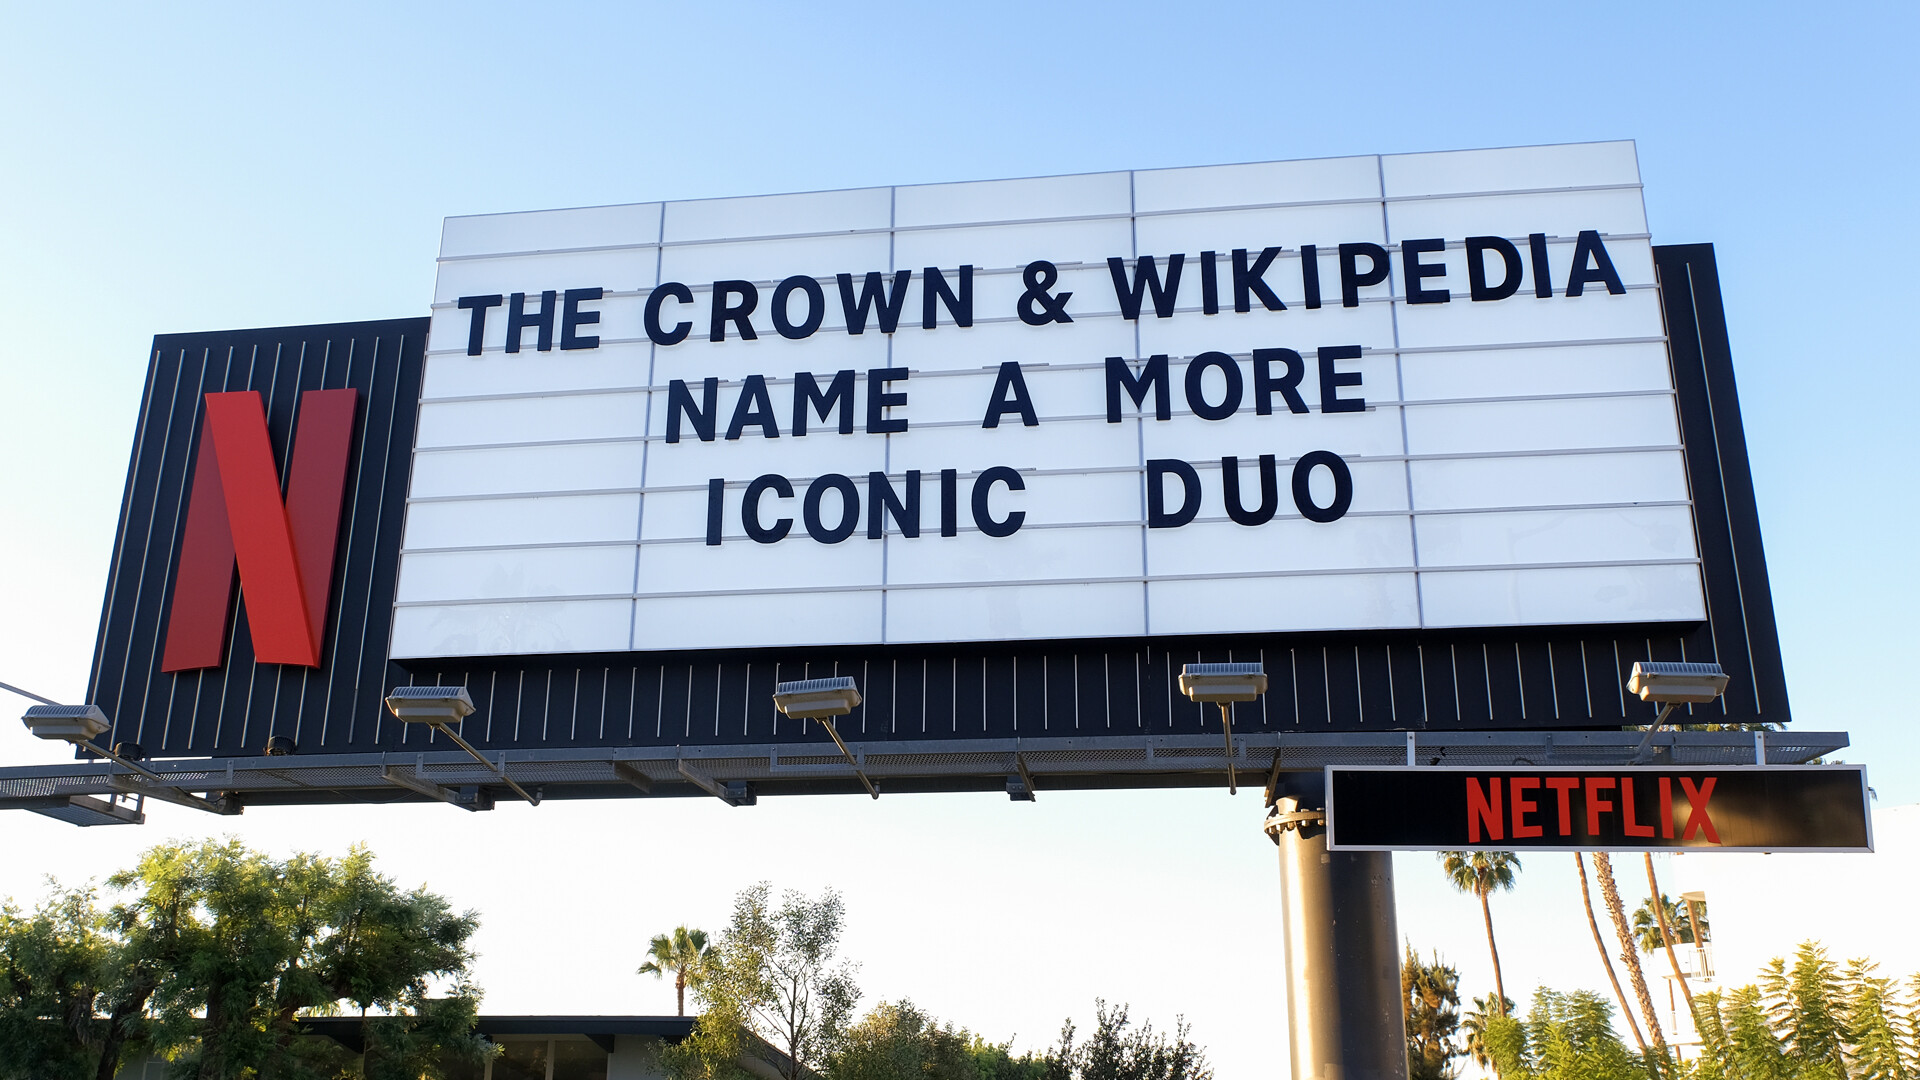 THE CROWN & WIKIPEDIA
NAME A MORE
ICONIC DUO
N
NETFLIX